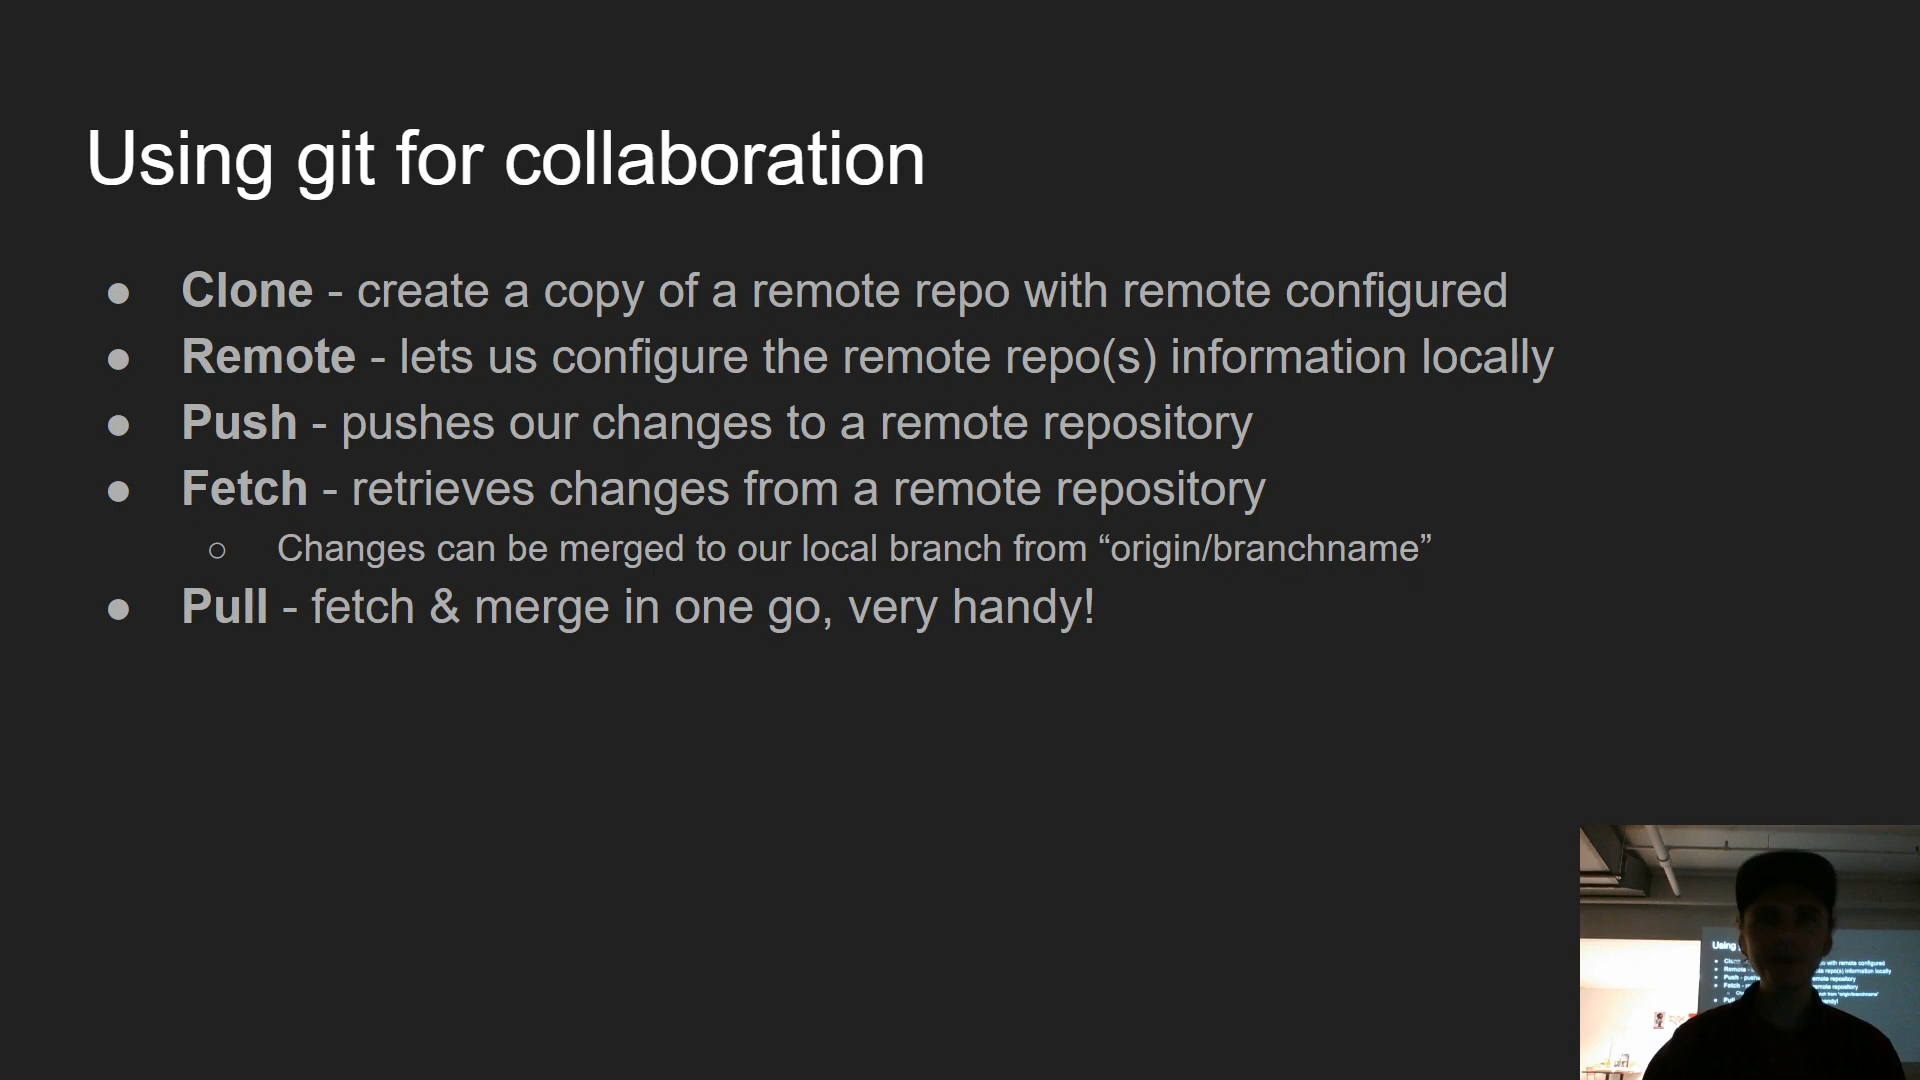 Using git for collaboration
● Clone - create a copy of a remote repo with remote configured
● Remote - lets us configure the remote repo(s) information locally
● Push - pushes our changes to a remote repository
● Fetch - retrieves changes from a remote repository
○ Changes can be merged to our local branch from “origin/branchname”
● Pull - fetch & merge in one go, very handy!